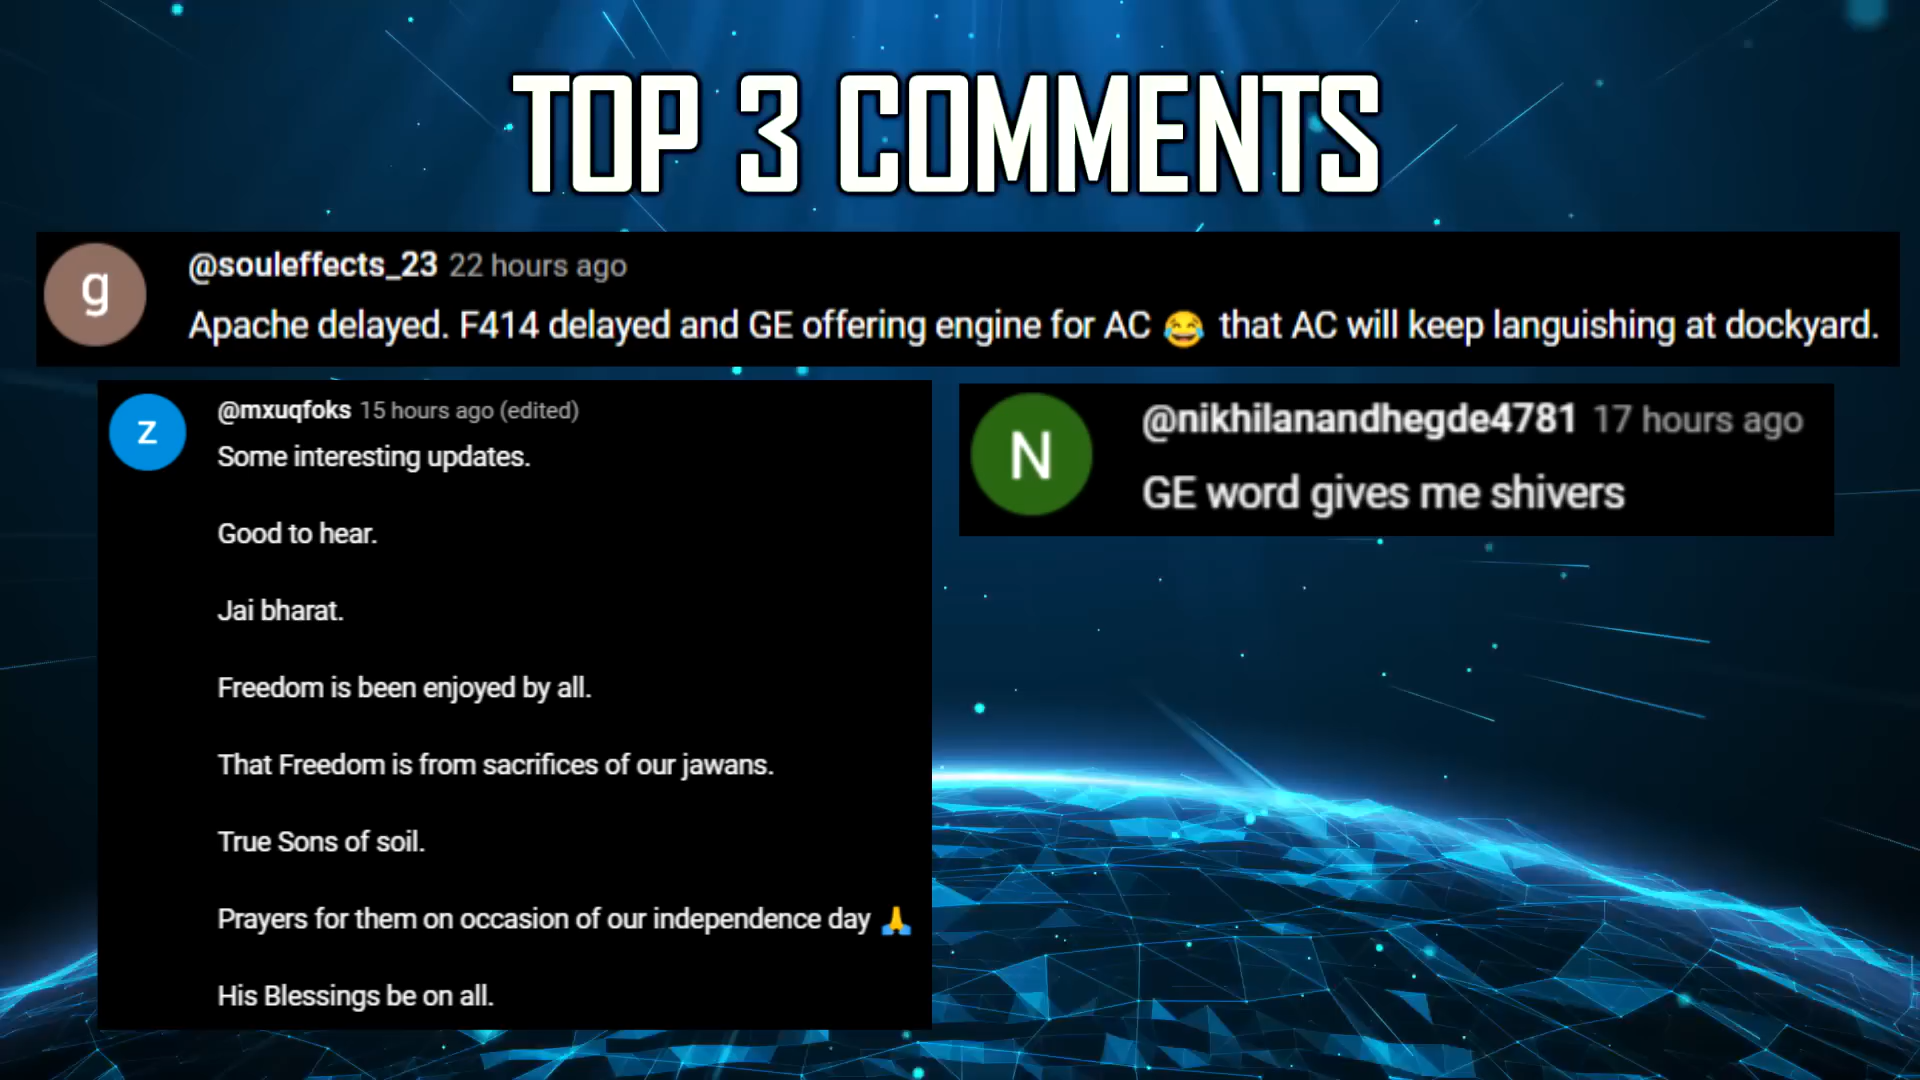 TOP 3 COMMENTS
g
@souleffects_23 22 hours ago
Apache delayed. F414 delayed and GE offering engine for AC 😂 that AC will keep languishing at dockyard.
z
@mxuqfoks 15 hours ago (edited)
Some interesting updates.
Good to hear.
Jai bharat.
Freedom is been enjoyed by all.
That Freedom is from sacrifices of our jawans.
True Sons of soil.
Prayers for them on occasion of our independence day 🙏
His Blessings be on all.
N
@nikhilanandhegde4781 17 hours ago
GE word gives me shivers